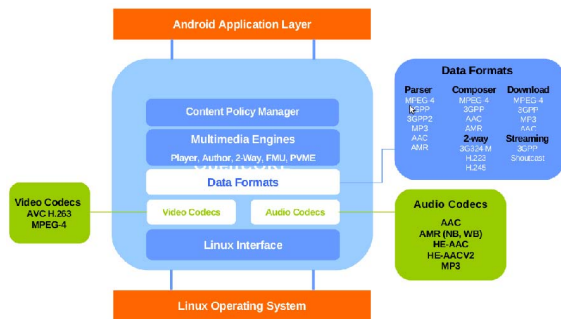 Android Application Layer
Content Policy Manager
Multimedia Engines
Player, Author, 2-Way, FMU, PVME
Data Formats
Video Codecs
Audio Codecs
Linux Interface
Linux Operating System
Video Codecs
AVC H.263
MPEG-4
Data Formats
Parser
MPEG-4
3GPP
3GPP2
MP3
AAC
AMR
Composer
MPEG-4
3GPP
AAC
AMR
2-way
3G324-M
H.223
H.245
Download
MPEG-4
3GPP
MP3
AAC
Streaming
3GPP
Shoutcast
Audio Codecs
AAC
AMR (NB, WB)
HE-AAC
HE-AACV2
MP3